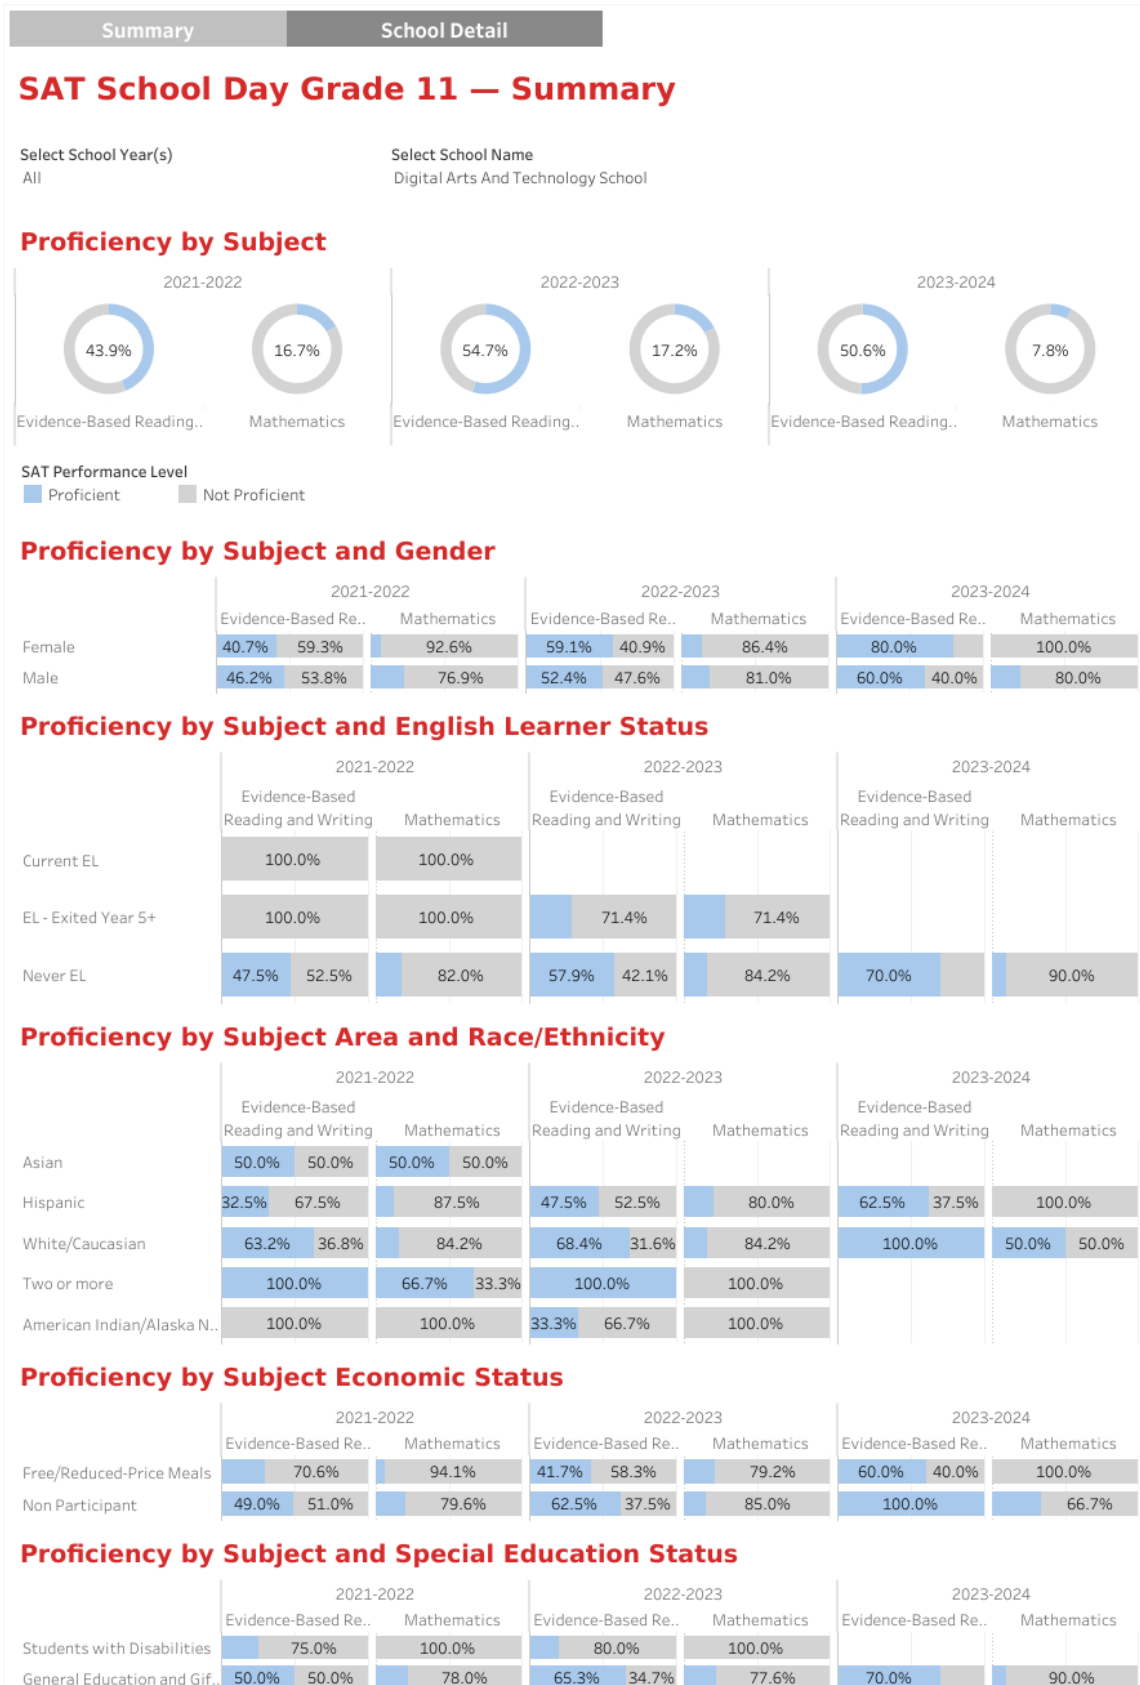 Summary School Detail
SAT School Day Grade 11 — Summary
Select School Year(s) Select School Name
All Digital Arts And Technology School
Proficiency by Subject
2021-2022 2022-2023 2023-2024
43.9% 16.7% 54.7% 17.2% 50.6% 7.8%
Evidence-Based Reading.. Mathematics Evidence-Based Reading.. Mathematics Evidence-Based Reading.. Mathematics
SAT Performance Level
Proficient Not Proficient
Proficiency by Subject and Gender
2021-2022 2022-2023 2023-2024
Evidence-Based Re.. Mathematics Evidence-Based Re.. Mathematics Evidence-Based Re.. Mathematics
Female 40.7% 59.3% 92.6% 59.1% 40.9% 86.4% 80.0% 100.0%
Male 46.2% 53.8% 76.9% 52.4% 47.6% 81.0% 60.0% 40.0% 80.0%
Proficiency by Subject and English Learner Status
2021-2022 2022-2023 2023-2024
Evidence-Based Evidence-Based Evidence-Based
Reading and Writing Mathematics Reading and Writing Mathematics Reading and Writing Mathematics
Current EL 100.0% 100.0%
EL - Exited Year 5+ 100.0% 100.0% 71.4% 71.4%
Never EL 47.5% 52.5% 82.0% 57.9% 42.1% 84.2% 70.0% 90.0%
Proficiency by Subject Area and Race/Ethnicity
2021-2022 2022-2023 2023-2024
Evidence-Based Evidence-Based Evidence-Based
Reading and Writing Mathematics Reading and Writing Mathematics Reading and Writing Mathematics
Asian 50.0% 50.0% 50.0% 50.0%
Hispanic 32.5% 67.5% 87.5% 47.5% 52.5% 80.0% 62.5% 37.5% 100.0%
White/Caucasian 63.2% 36.8% 84.2% 68.4% 31.6% 84.2% 100.0% 50.0% 50.0%
Two or more 100.0% 66.7% 33.3% 100.0% 100.0%
American Indian/Alaska N.. 100.0% 100.0% 33.3% 66.7% 100.0%
Proficiency by Subject Economic Status
2021-2022 2022-2023 2023-2024
Evidence-Based Re.. Mathematics Evidence-Based Re.. Mathematics Evidence-Based Re.. Mathematics
Free/Reduced-Price Meals 70.6% 94.1% 41.7% 58.3% 79.2% 60.0% 40.0% 100.0%
Non Participant 49.0% 51.0% 79.6% 62.5% 37.5% 85.0% 100.0% 66.7%
Proficiency by Subject and Special Education Status
2021-2022 2022-2023 2023-2024
Evidence-Based Re.. Mathematics Evidence-Based Re.. Mathematics Evidence-Based Re.. Mathematics
Students with Disabilities 75.0% 100.0% 80.0% 100.0%
General Education and Gif.. 50.0% 50.0% 78.0% 65.3% 34.7% 77.6% 70.0% 90.0%